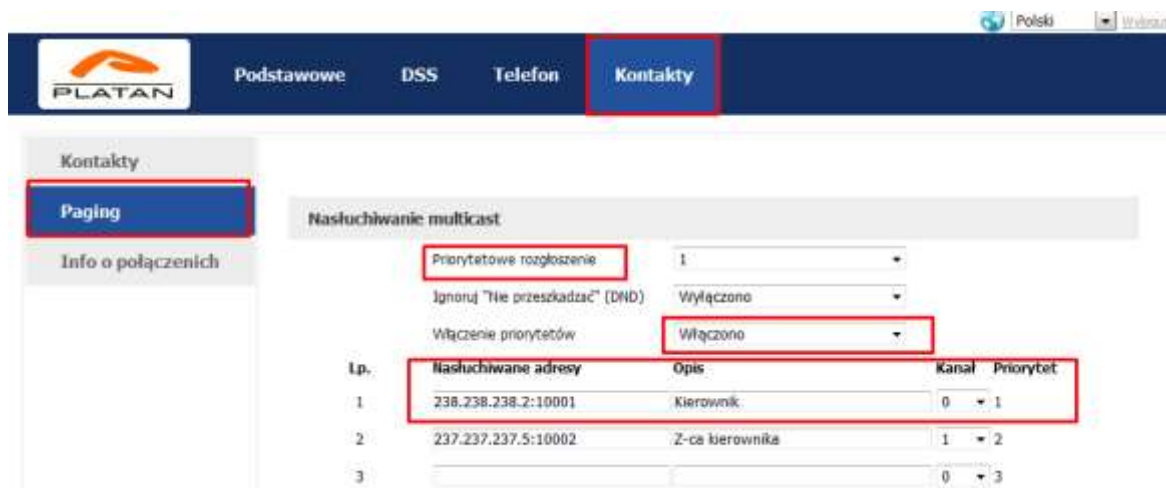 Polski
PLATAN
Podstawowe DSS Telefon Kontakty
Kontakty
Paging
Info o połączenich
Nasłuchiwanie multicast
Priorytetowe rozgłoszenie 1
Ignoruj "Nie przeszkadzać" (DND) Wyłączono
Włączenie priorytetów Włączono
Lp. Nasłuchiwane adresy Opis Kanał Priorytet
1 238.238.238.2:10001 Kierownik 0 1
2 237.237.237.5:10002 Z-ca kierownika 1 2
3 0 3